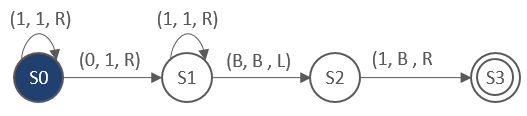 (1, 1, R) (1, 1, R)
(0, 1, R) (B, B , L) (1, B , R
S0 S1 S2 S3